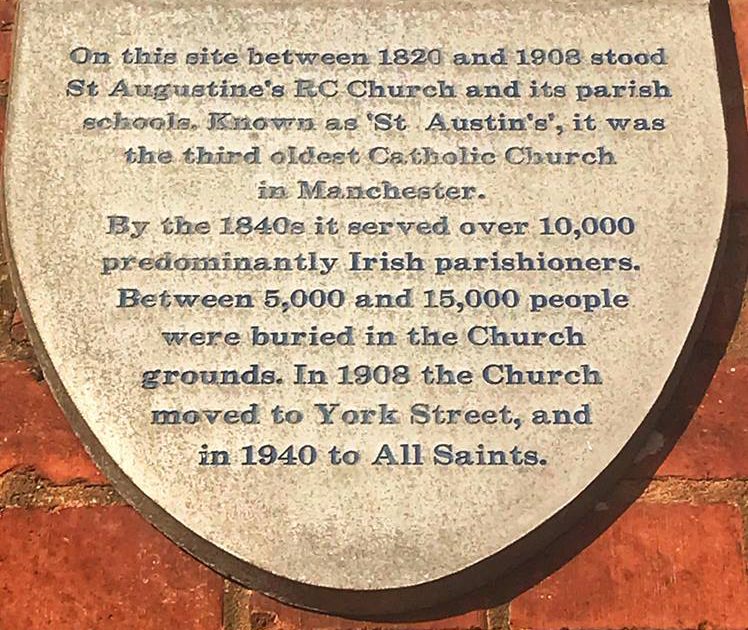 On this site between 1820 and 1908 stood
St Augustine's RC Church and its parish
schools. Known as 'St Austin's', it was
the third oldest Catholic Church
in Manchester.
By the 1840s it served over 10,000
predominantly Irish parishioners.
Between 5,000 and 15,000 people
were buried in the Church
grounds. In 1908 the Church
moved to York Street, and
in 1940 to All Saints.